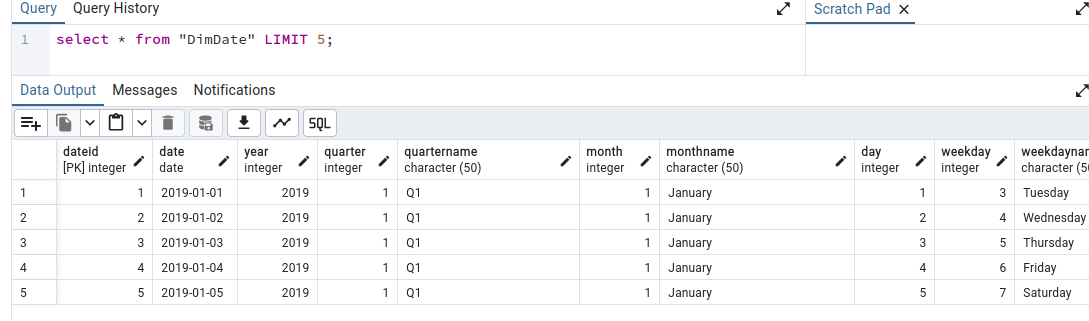 Query Query History Scratch Pad
1 select * from "DimDate" LIMIT 5;
Data Output Messages Notifications
SQL
dateid date year quarter quartername month monthname day weekday weekdaynar
[PK] integer date integer integer character (50) integer character (50) integer integer character (50
1 1 2019-01-01 2019 1 Q1 1 January 1 3 Tuesday
2 2 2019-01-02 2019 1 Q1 1 January 2 4 Wednesday
3 3 2019-01-03 2019 1 Q1 1 January 3 5 Thursday
4 4 2019-01-04 2019 1 Q1 1 January 4 6 Friday
5 5 2019-01-05 2019 1 Q1 1 January 5 7 Saturday